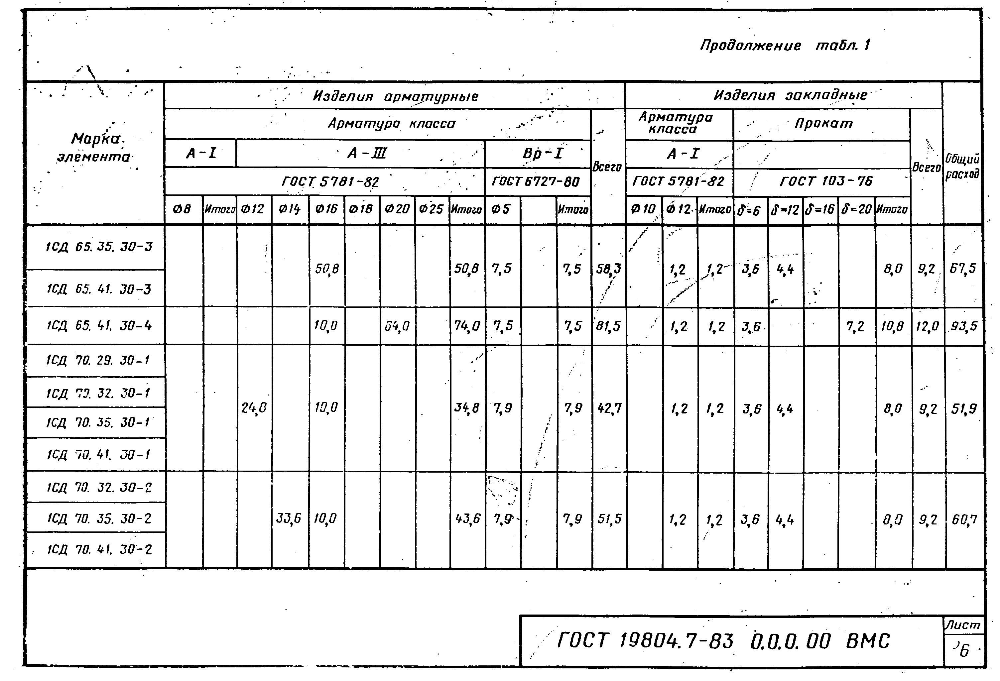 Продолжение табл. 1
Марка элемента
Изделия арматурные
Изделия закладные
Общий расход
Арматура класса
Всего
Арматура класса
Прокат
Всего
А-I
А-III
Вр-I
А-I
ГОСТ 5781-82
ГОСТ 6727-80
ГОСТ 5781-82
ГОСТ 103-76
Ф8 Итого Ф12 Ф14 Ф16 Ф18 Ф20 Ф25 Итого Ф5 Итого Ф10 Ф12 Итого δ=6 δ=12 δ=16 δ=20 Итого
1СД 65. 35. 30-3
50,8 50,8 7,5 7,5 58,3 1,2 1,2 3,6 4,4 8,0 9,2 67,5
1СД 65. 41. 30-3
1СД 65. 41. 30-4 10,0 64,0 74,0 7,5 7,5 81,5 1,2 1,2 3,6 7,2 10,8 12,0 93,5
1СД 70. 29. 30-1
1СД 70. 32. 30-1
24,8 10,0 34,8 7,9 7,9 42,7 1,2 1,2 3,6 4,4 8,0 9,2 51,9
1СД 70. 35. 30-1
1СД 70. 41. 30-1
1СД 70. 32. 30-2
1СД 70. 35. 30-2 33,6 10,0 43,6 7,9 7,9 51,5 1,2 1,2 3,6 4,4 8,0 9,2 60,7
1СД 70. 41. 30-2
ГОСТ 19804.7-83 0.0.0.00 ВМС
Лист
6